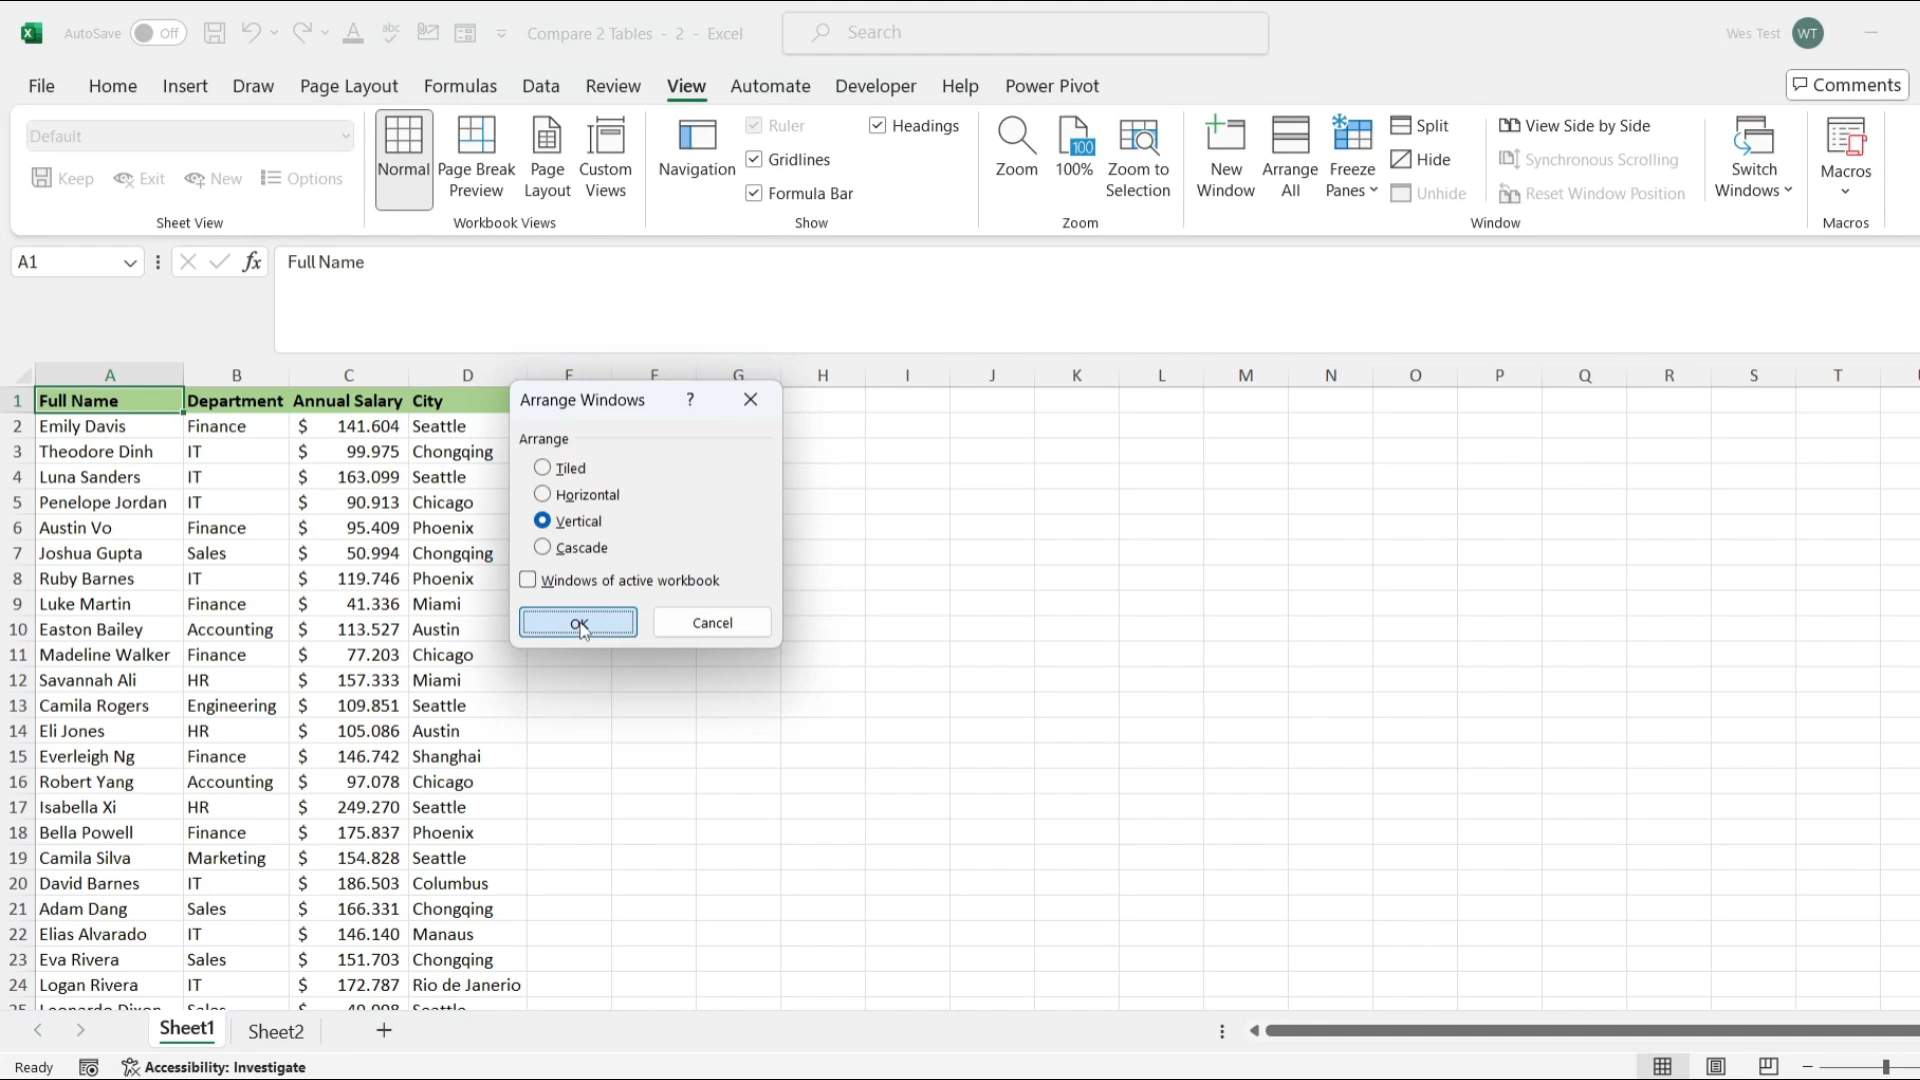 AutoSave Off Compare 2 Tables - 2 - Excel Search Wes Test WT
File Home Insert Draw Page Layout Formulas Data Review View Automate Developer Help Power Pivot Comments
Default
Keep Exit New Options
Sheet View
Normal
Page Break Preview
Page Layout
Custom Views
Workbook Views
Navigation
Ruler
Gridlines
Formula Bar
Headings
Show
Zoom
100
100%
Zoom to Selection
Zoom
New Window
Arrange All
Freeze Panes
Split
Hide
Unhide
View Side by Side
Synchronous Scrolling
Reset Window Position
Window
Switch Windows
Macros
Macros
A1 fx Full Name
A B C D E F G H I J K L M N O P Q R S T
1 Full Name Department Annual Salary City
2 Emily Davis Finance $ 141.604 Seattle
3 Theodore Dinh IT $ 99.975 Chongqing
4 Luna Sanders IT $ 163.099 Seattle
5 Penelope Jordan IT $ 90.913 Chicago
6 Austin Vo Finance $ 95.409 Phoenix
7 Joshua Gupta Sales $ 50.994 Chongqing
8 Ruby Barnes IT $ 119.746 Phoenix
9 Luke Martin Finance $ 41.336 Miami
10 Easton Bailey Accounting $ 113.527 Austin
11 Madeline Walker Finance $ 77.203 Chicago
12 Savannah Ali HR $ 157.333 Miami
13 Camila Rogers Engineering $ 109.851 Seattle
14 Eli Jones HR $ 105.086 Austin
15 Everleigh Ng Finance $ 146.742 Shanghai
16 Robert Yang Accounting $ 97.078 Chicago
17 Isabella Xi HR $ 249.270 Seattle
18 Bella Powell Finance $ 175.837 Phoenix
19 Camila Silva Marketing $ 154.828 Seattle
20 David Barnes IT $ 186.503 Columbus
21 Adam Dang Sales $ 166.331 Chongqing
22 Elias Alvarado IT $ 146.140 Manaus
23 Eva Rivera Sales $ 151.703 Chongqing
24 Logan Rivera IT $ 172.787 Rio de Janerio
Arrange Windows ?
Arrange
Tiled
Horizontal
Vertical
Cascade
Windows of active workbook
OK Cancel
Sheet1 Sheet2
Ready Accessibility: Investigate